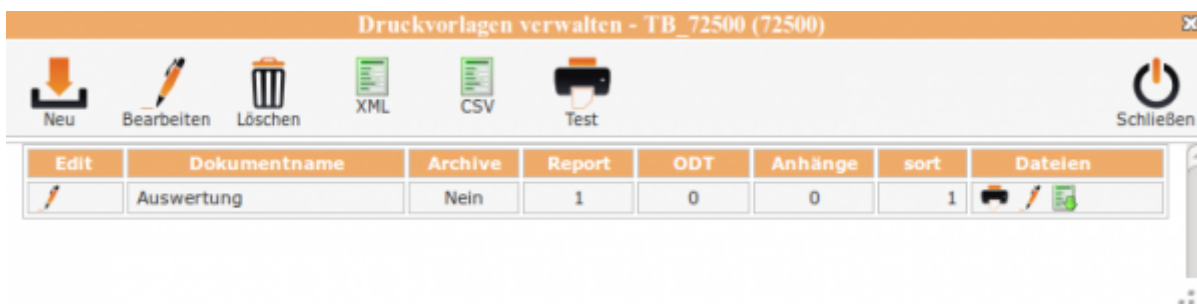 Druckvorlagen verwalten - TB_72500 (72500)
Neu Bearbeiten Löschen XML CSV Test Schließen
Edit Dokumentname Archive Report ODT Anhänge sort Dateien
Auswertung Nein 1 0 0 1